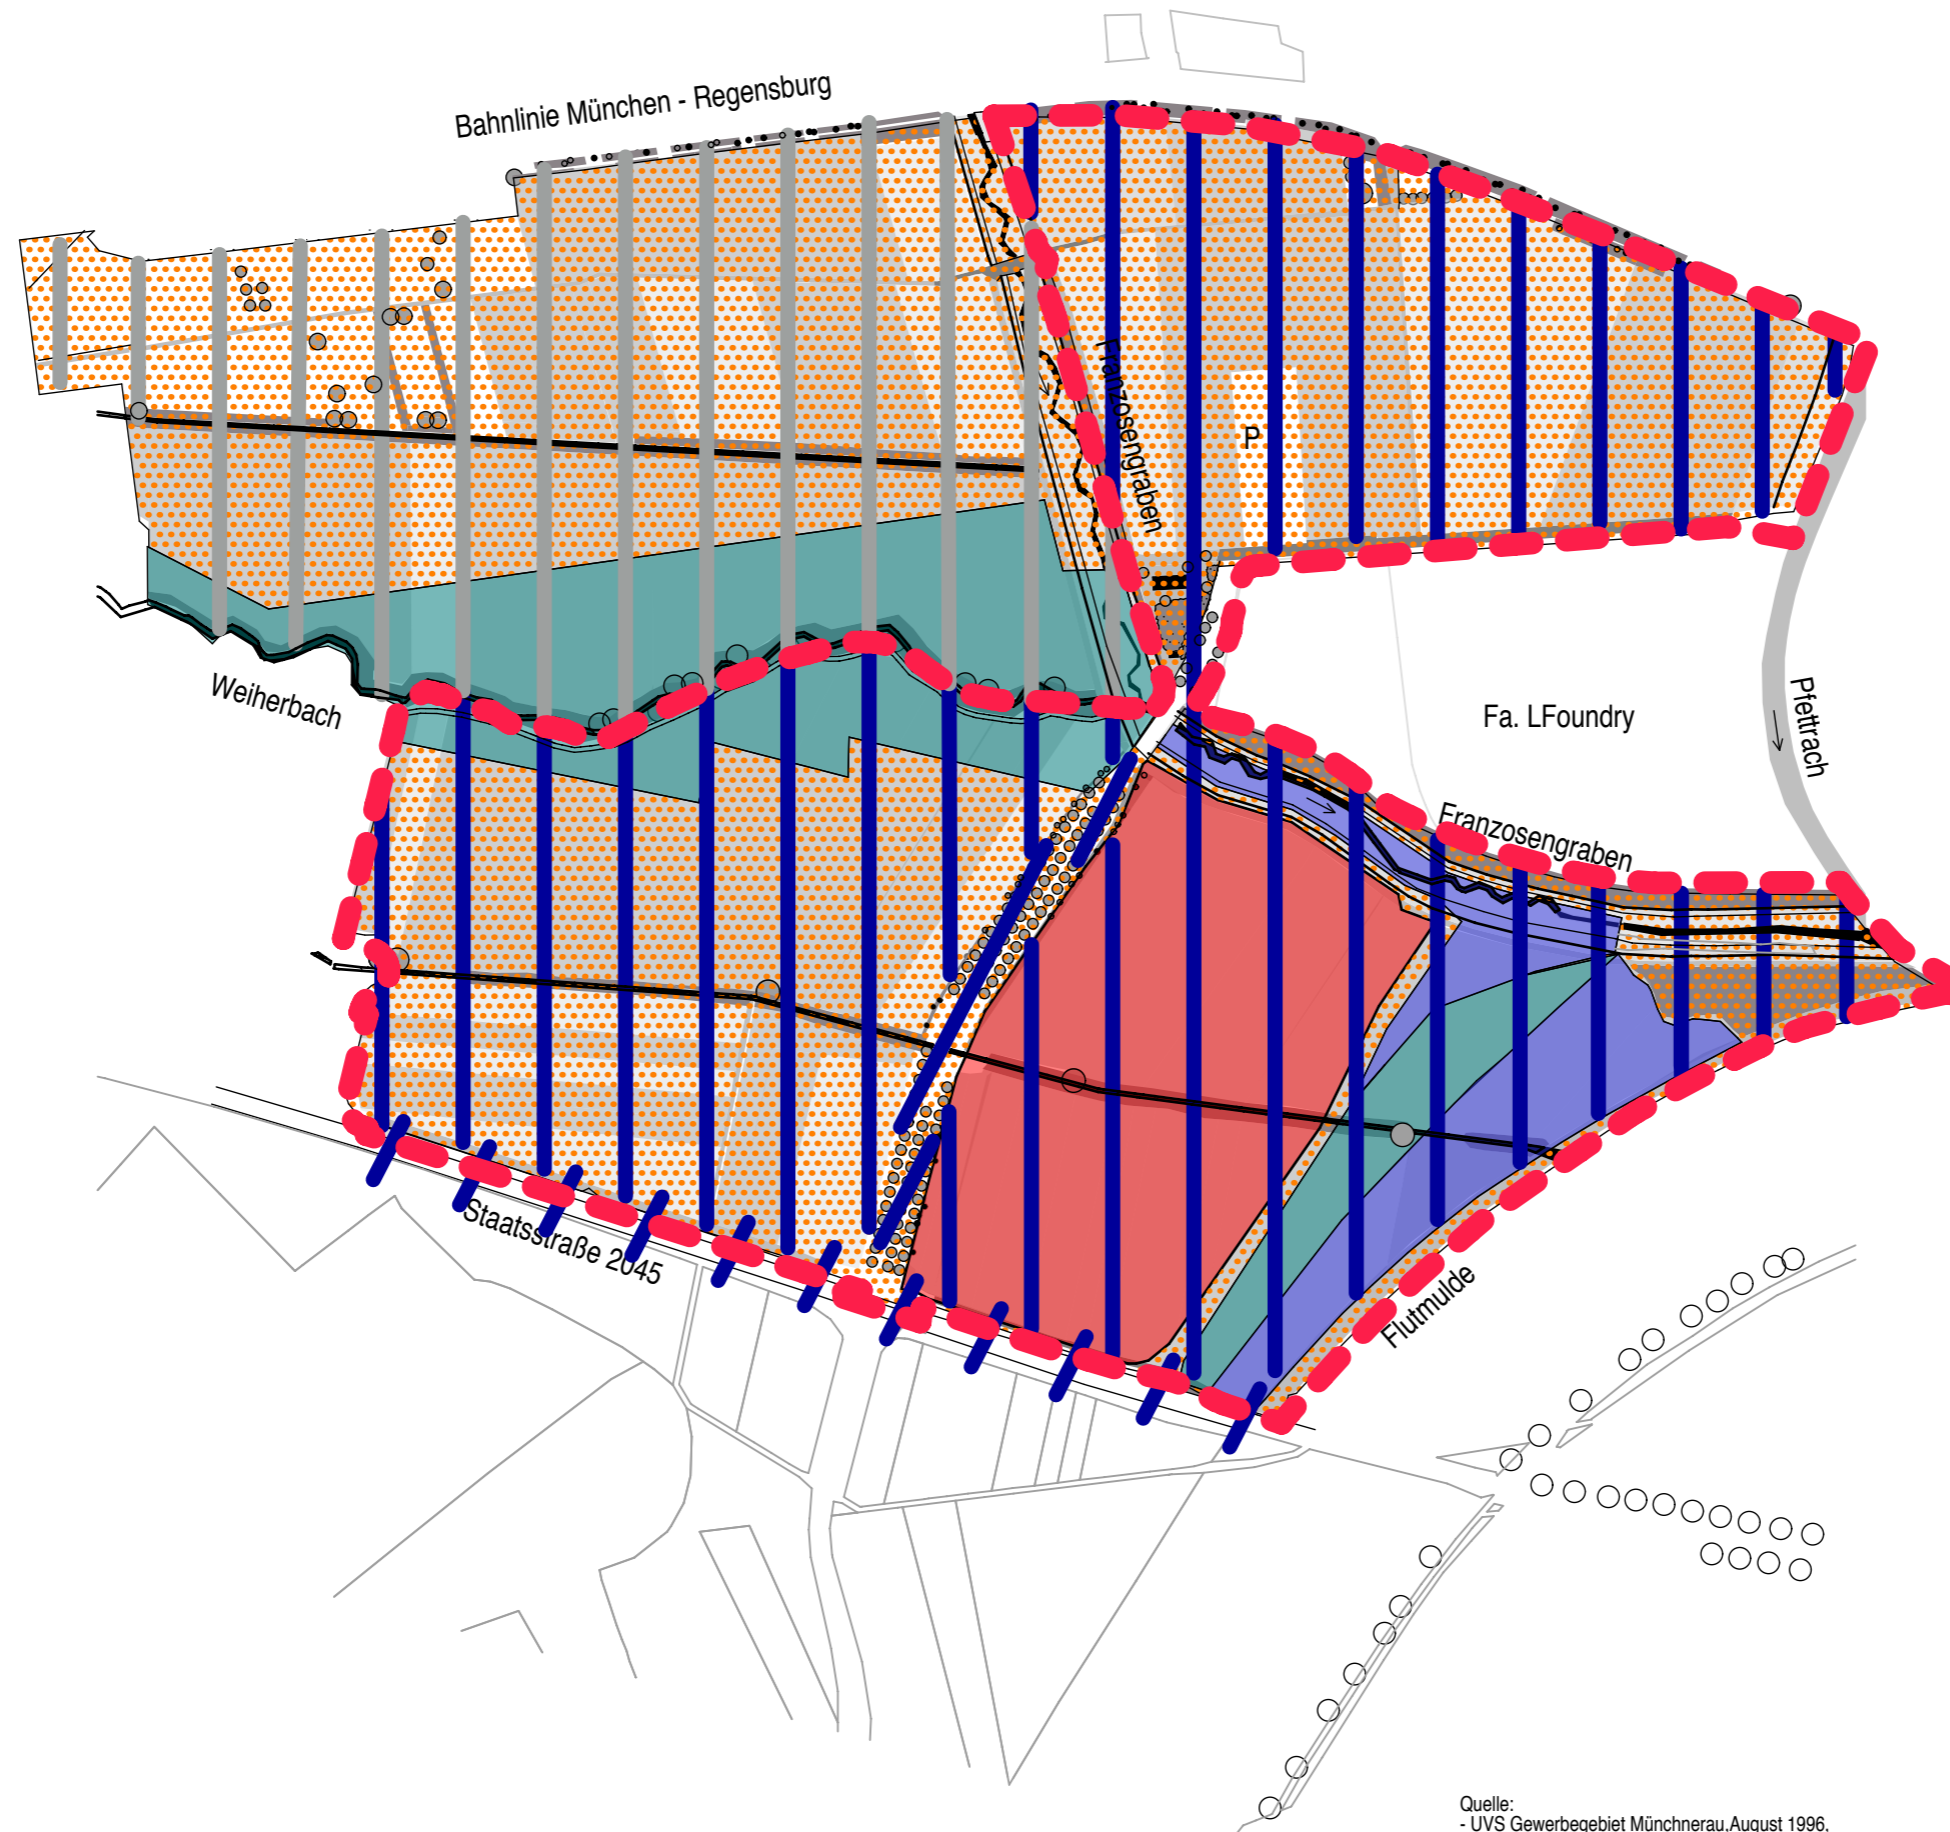 Bahnlinie München - Regensburg
Franzosengraben
P
Weiherbach
Fa. LFoundry
Pfettrach
Franzosengraben
Staatsstraße 2045
Flutmulde
Quelle:
- UVS Gewerbegebiet Münchnerau,August 1996,